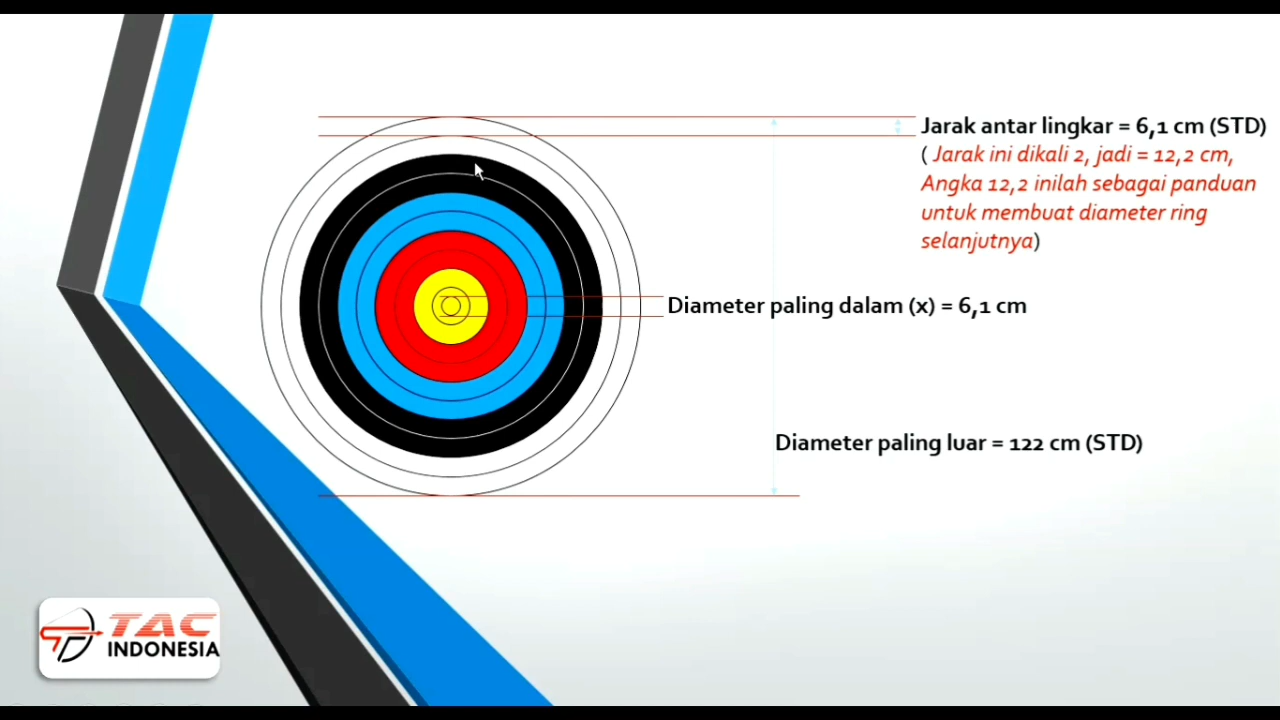 Jarak antar lingkar = 6,1 cm (STD)
( Jarak ini dikali 2, jadi = 12,2 cm,
Angka 12,2 inilah sebagai panduan
untuk membuat diameter ring
selanjutnya)
Diameter paling dalam (x) = 6,1 cm
Diameter paling luar = 122 cm (STD)
TAC
INDONESIA